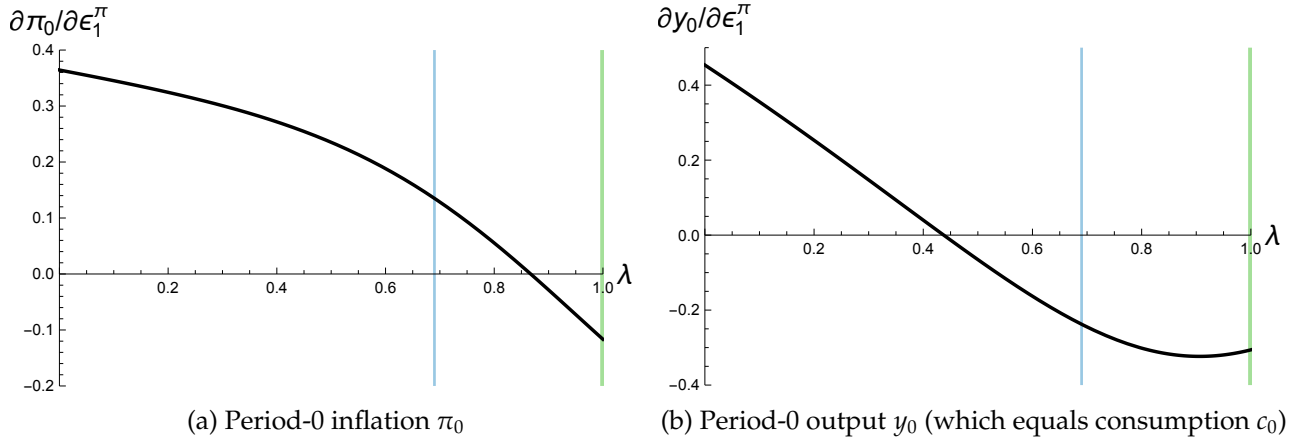 ∂π₀/∂ϵ₁^π
0.4
0.3
0.2
0.1
0.0
−0.1
−0.2
0.2 0.4 0.6 0.8 1.0 λ
(a) Period-0 inflation π₀
∂y₀/∂ϵ₁^π
0.4
0.2
0.0
−0.2
−0.4
0.2 0.4 0.6 0.8 1.0 λ
(b) Period-0 output y₀ (which equals consumption c₀)